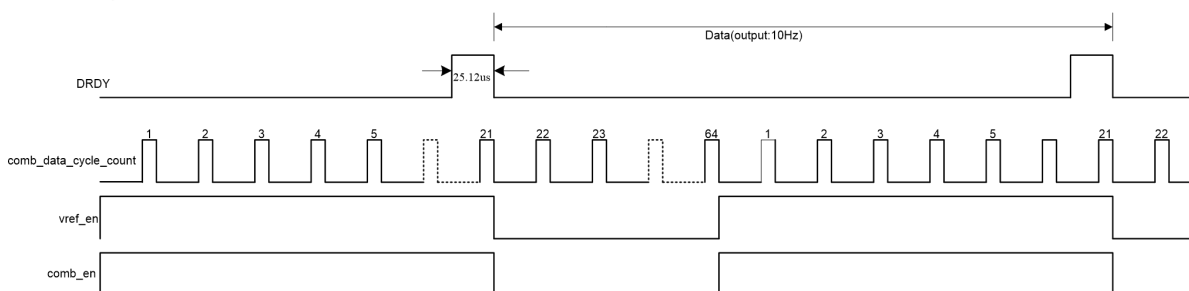 Data(output:10Hz)
DRDY
25.12us
comb_data_cycle_count
1 2 3 4 5 21 22 23 64 1 2 3 4 5 21 22
vref_en
comb_en